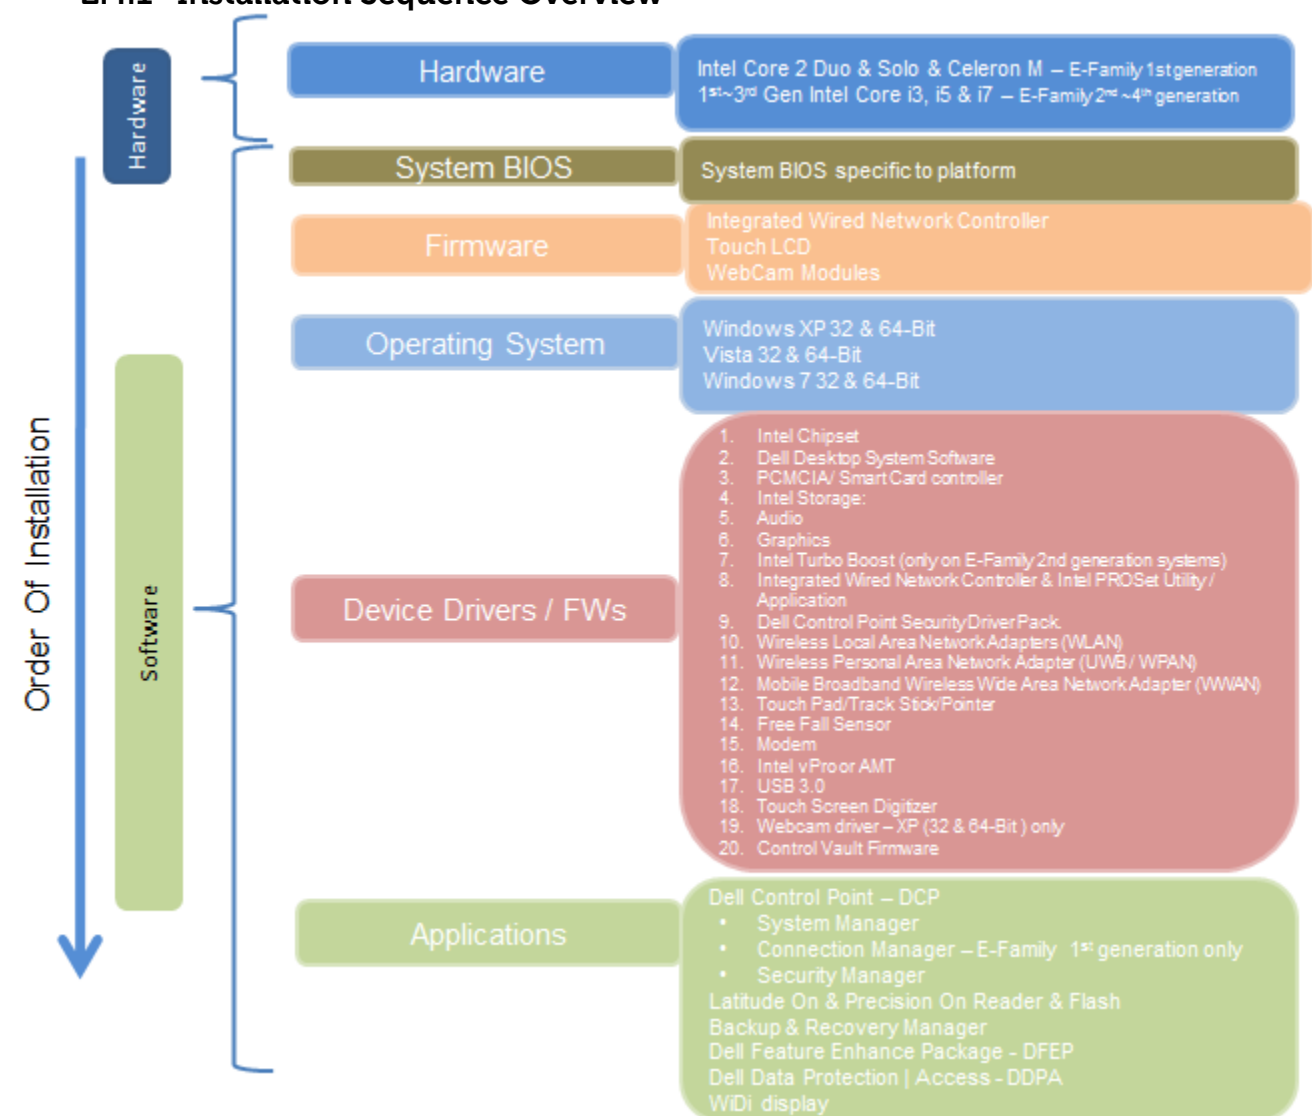 Installation Sequence Overview
Hardware
Hardware
Intel Core 2 Duo & Solo & Celeron M – E-Family 1st generation
1st~3rd Gen Intel Core i3, i5 & i7 – E-Family 2nd ~4th generation
System BIOS
System BIOS specific to platform
Firmware
Integrated Wired Network Controller
Touch LCD
WebCam Modules
Operating System
Windows XP 32 & 64-Bit
Vista 32 & 64-Bit
Windows 7 32 & 64-Bit
Order Of Installation
Software
Device Drivers / FWs
1. Intel Chipset
2. Dell Desktop System Software
3. PCMCIA/ Smart Card controller
4. Intel Storage:
5. Audio
6. Graphics
7. Intel Turbo Boost (only on E-Family 2nd generation systems)
8. Integrated Wired Network Controller & Intel PROSet Utility /
Application
9. Dell Control Point Security Driver Pack.
10. Wireless Local Area Network Adapters (WLAN)
11. Wireless Personal Area Network Adapter (UWB / WPAN)
12. Mobile Broadband Wireless Wide Area Network Adapter (WWAN)
13. Touch Pad/Track Stick/Pointer
14. Free Fall Sensor
15. Modem
16. Intel vPro or AMT
17. USB 3.0
18. Touch Screen Digitizer
19. Webcam driver – XP (32 & 64-Bit ) only
20. Control Vault Firmware
Applications
Dell Control Point – DCP
• System Manager
• Connection Manager – E-Family 1st generation only
• Security Manager
Latitude On & Precision On Reader & Flash
Backup & Recovery Manager
Dell Feature Enhance Package - DFEP
Dell Data Protection | Access - DDPA
WiDi display